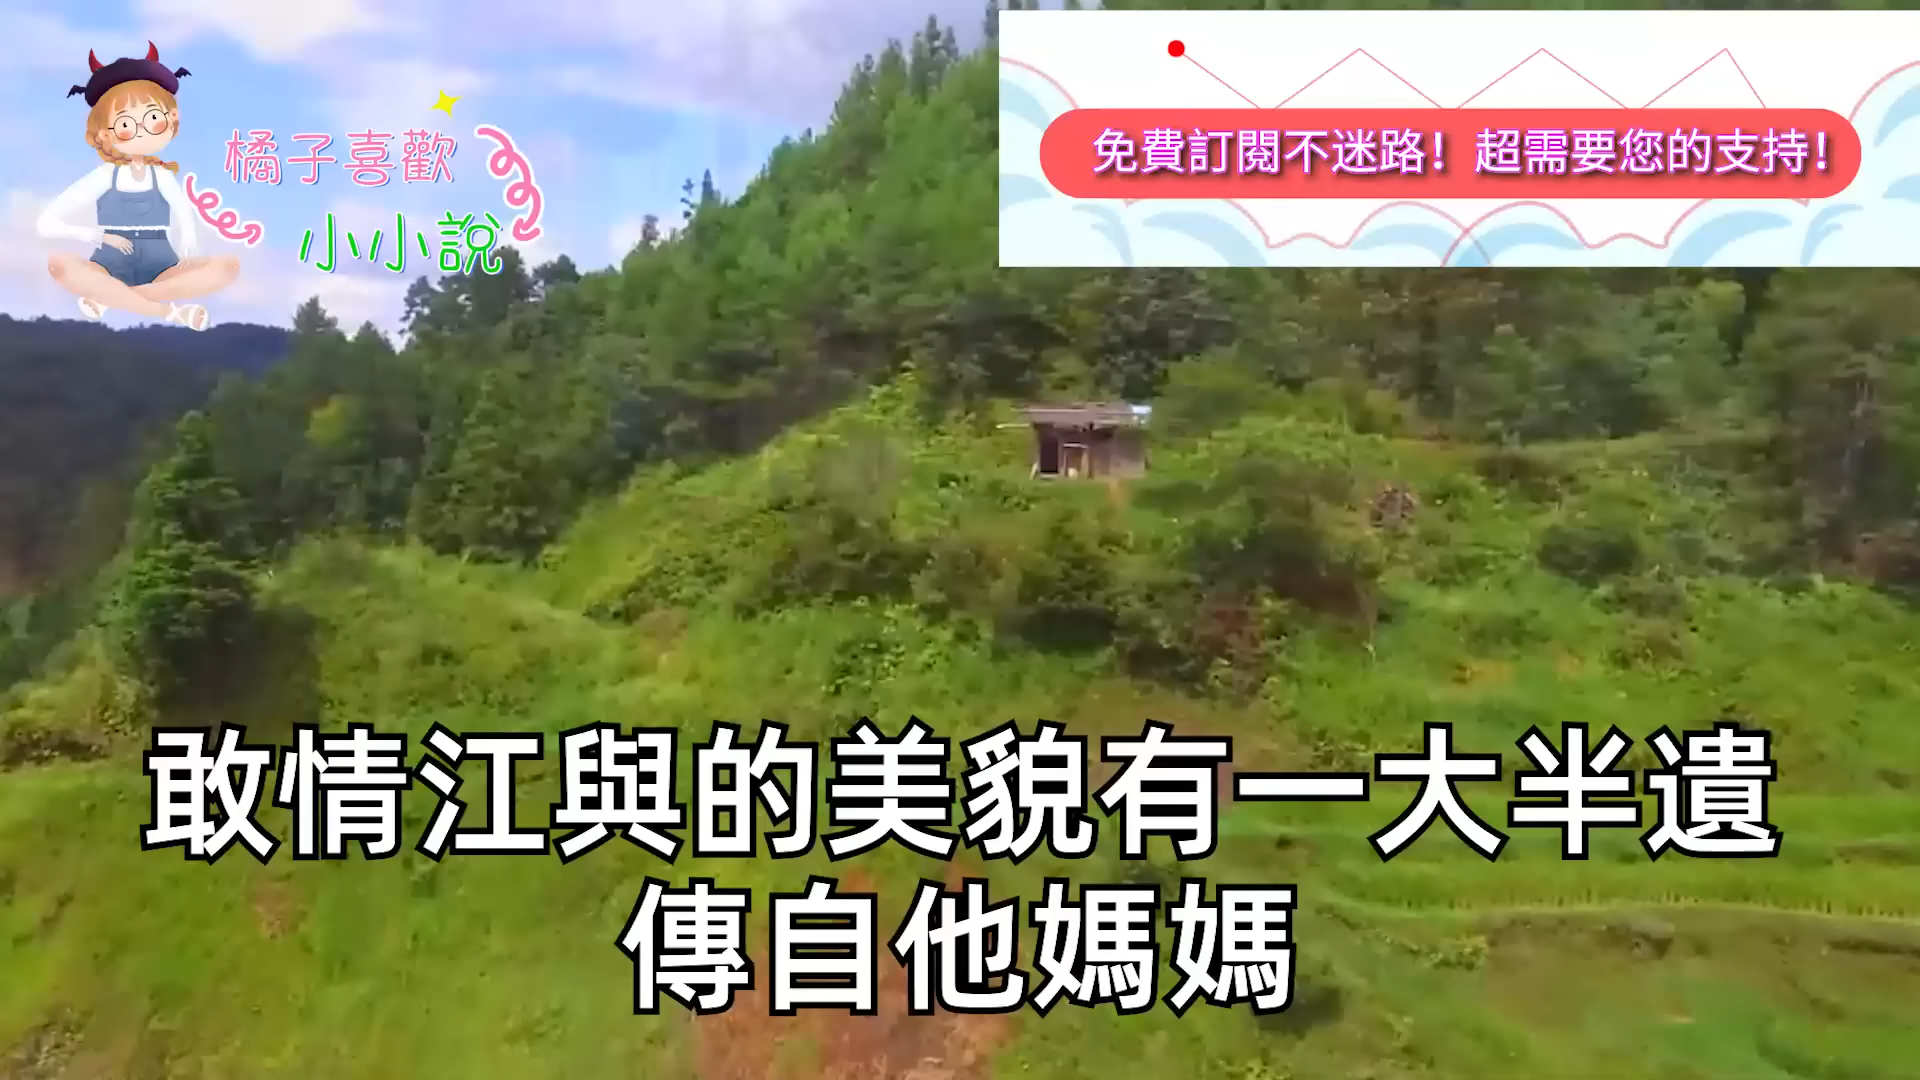 橘子喜歡
小小說
免費訂閱不迷路！超需要您的支持！
敢情江與的美貌有一大半遺
傳自他媽媽